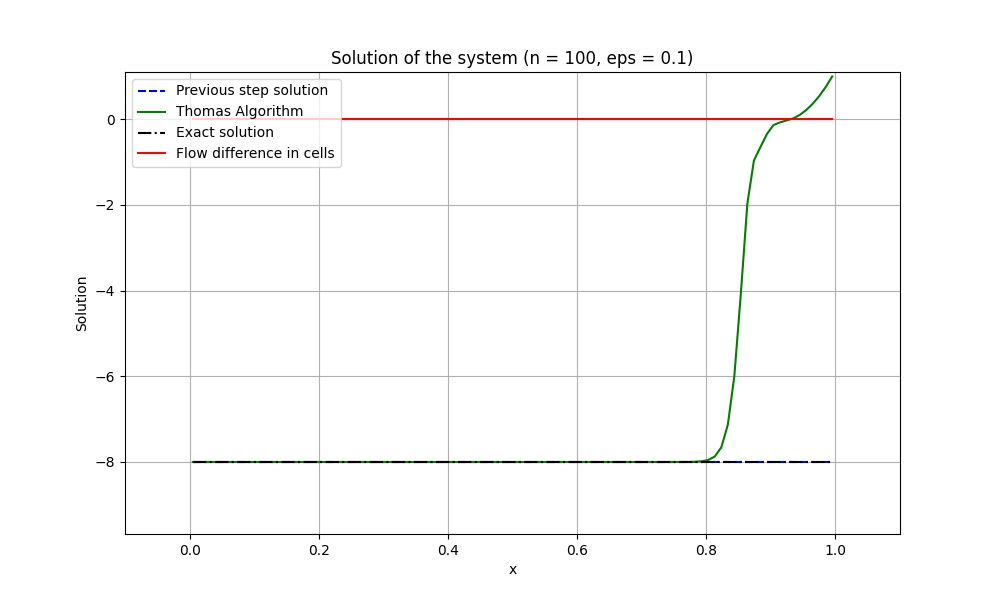 Solution of the system (n = 100, eps = 0.1)
Previous step solution
Thomas Algorithm
Exact solution
Flow difference in cells
0
−2
−4
−6
−8
Solution
0.0 0.2 0.4 0.6 0.8 1.0
x